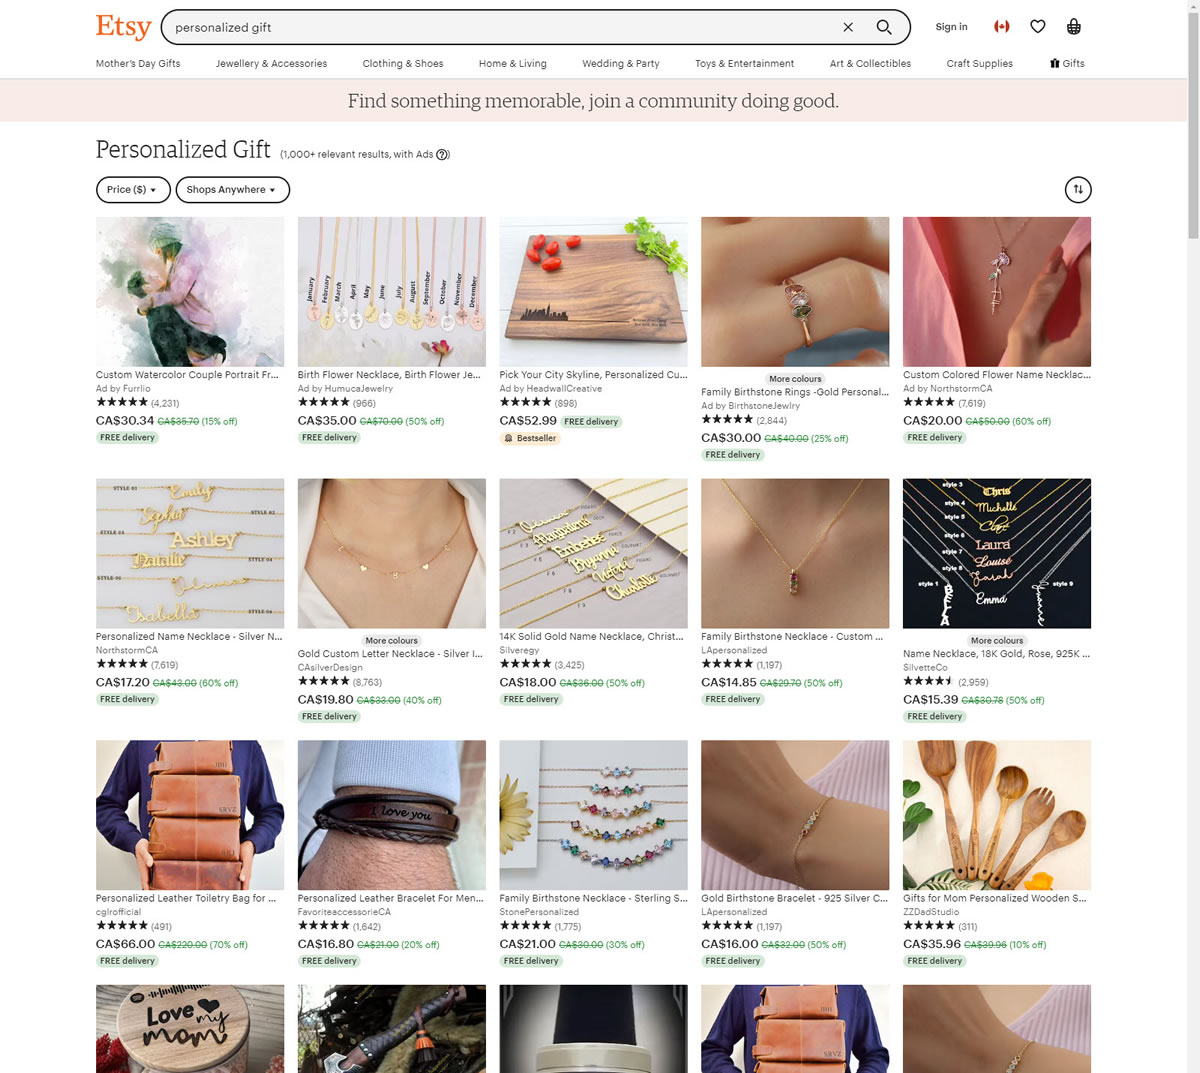 Etsy
personalized gift
Sign in
Mother's Day Gifts
Jewellery & Accessories
Clothing & Shoes
Home & Living
Wedding & Party
Toys & Entertainment
Art & Collectibles
Craft Supplies
Gifts
Find something memorable, join a community doing good.
Personalized Gift (1,000+ relevant results, with Ads ?)
Price ($)
Shops Anywhere
January February March April May June July August September October November December
Custom Watercolor Couple Portrait Fr...
Ad by Furrlio
(4,231)
CA$30.34 CA$35.70 (15% off)
FREE delivery
Birth Flower Necklace, Birth Flower Je...
Ad by HumucaJewelry
(966)
CA$35.00 CA$70.00 (50% off)
FREE delivery
Pick Your City Skyline, Personalized Cu...
Ad by HeadwallCreative
(898)
CA$52.99 FREE delivery
Bestseller
More colours
Family Birthstone Rings -Gold Personal...
Ad by BirthstoneJewlry
(2,844)
CA$30.00 CA$40.00 (25% off)
FREE delivery
Custom Colored Flower Name Necklac...
Ad by NorthstormCA
(7,619)
CA$20.00 CA$50.00 (60% off)
FREE delivery
STYLE 01 Emily
Sophia STYLE 02
STYLE 03 Ashley
Natalie STYLE 04
STYLE 05
Isabella
Personalized Name Necklace - Silver N...
NorthstormCA
(7,619)
CA$17.20 CA$43.00 (60% off)
FREE delivery
More colours
Gold Custom Letter Necklace - Silver I...
CAsilverDesign
(8,763)
CA$19.80 CA$33.00 (40% off)
FREE delivery
Magdalena
Bryanna
Victoria
Charlotte
14K Solid Gold Name Necklace, Christ...
Silveregy
(3,425)
CA$18.00 CA$36.00 (50% off)
FREE delivery
Family Birthstone Necklace - Custom ...
LApersonalized
(1,197)
CA$14.85 CA$29.70 (50% off)
FREE delivery
style 3 Chris
style 4 Michelle
style 5 Clare
style 6 Laura
style 7 Louise
style 8 Sarah
style 1 BELLA Emma style 9
More colours
Name Necklace, 18K Gold, Rose, 925K ...
SilvetteCo
(2,959)
CA$15.39 CA$30.78 (50% off)
FREE delivery
SRVZ
Personalized Leather Toiletry Bag for ...
cglrofficial
(491)
CA$66.00 CA$220.00 (70% off)
FREE delivery
I love you
Personalized Leather Bracelet For Men...
FavoriteaccessorieCA
(1,642)
CA$16.80 CA$21.00 (20% off)
FREE delivery
Family Birthstone Necklace - Sterling S...
StonePersonalized
(1,775)
CA$21.00 CA$30.00 (30% off)
FREE delivery
Gold Birthstone Bracelet - 925 Silver C...
LApersonalized
(1,197)
CA$16.00 CA$32.00 (50% off)
FREE delivery
Gifts for Mom Personalized Wooden S...
ZZDadStudio
(311)
CA$35.96 CA$39.96 (10% off)
FREE delivery
Love my
mom
SRVZ